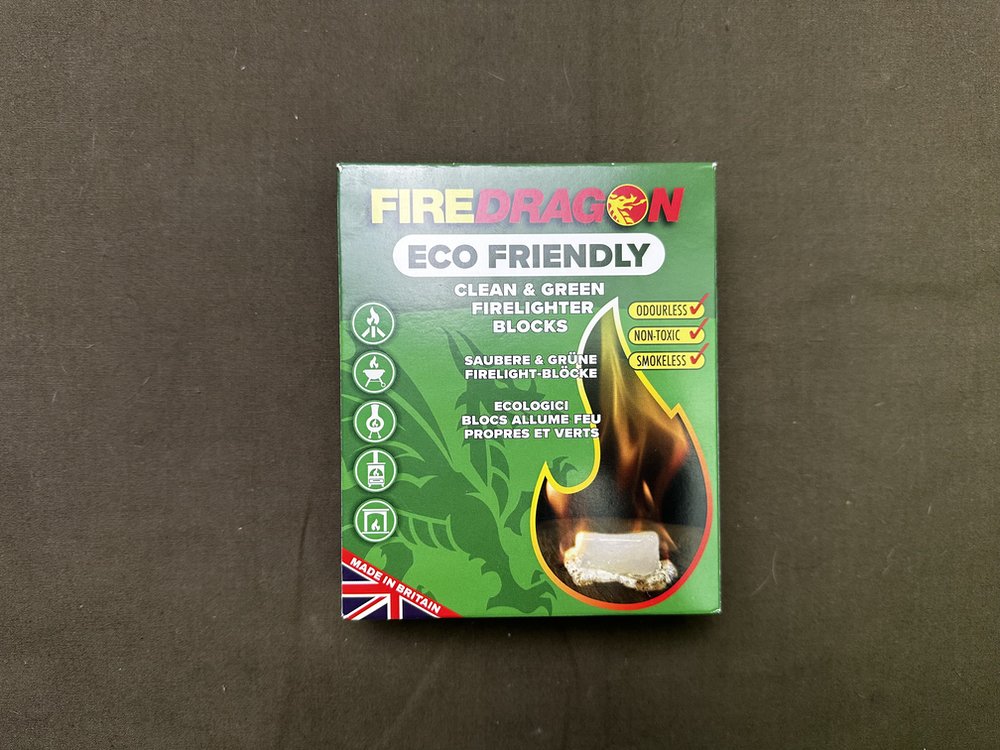 FIREDRAGON
ECO FRIENDLY
CLEAN & GREEN
FIRELIGHTER
BLOCKS
ODOURLESS
NON-TOXIC
SMOKELESS
SAUBERE & GRÜNE
FIRELIGHT-BLÖCKE
ECOLOGICI
BLOCS ALLUME FEU
PROPRES ET VERTS
MADE IN BRITAIN